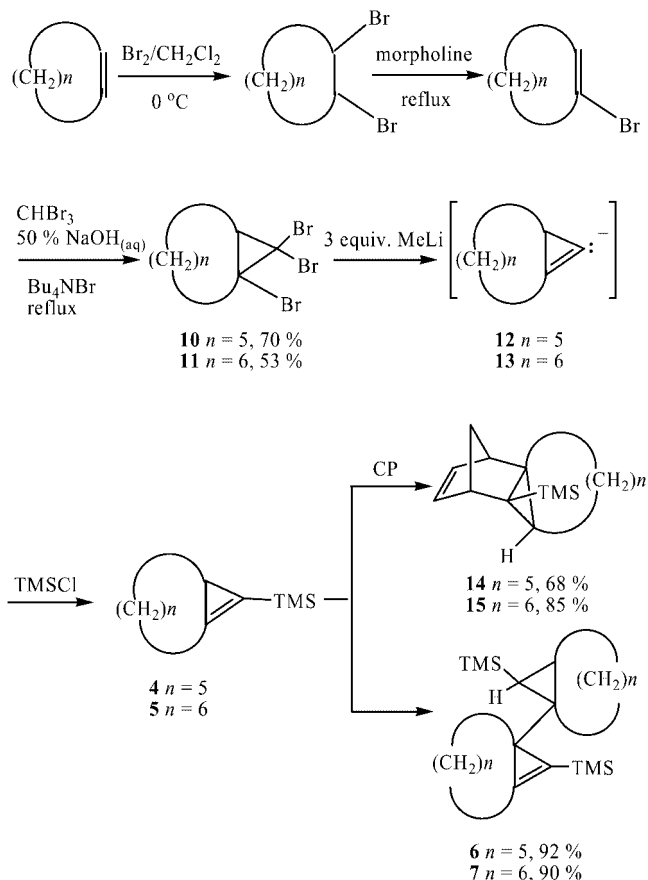 (CH2)n
Br2/CH2Cl2
0 °C
(CH2)n
Br
Br
morpholine
reflux
(CH2)n
Br
CHBr3
50 % NaOH(aq)
Bu4NBr
reflux
(CH2)n
Br
Br
Br
10 n = 5, 70 %
11 n = 6, 53 %
3 equiv. MeLi
(CH2)n
: −
12 n = 5
13 n = 6
TMSCl
(CH2)n
TMS
4 n = 5
5 n = 6
CP
TMS
(CH2)n
H
14 n = 5, 68 %
15 n = 6, 85 %
TMS
H
(CH2)n
(CH2)n
TMS
6 n = 5, 92 %
7 n = 6, 90 %